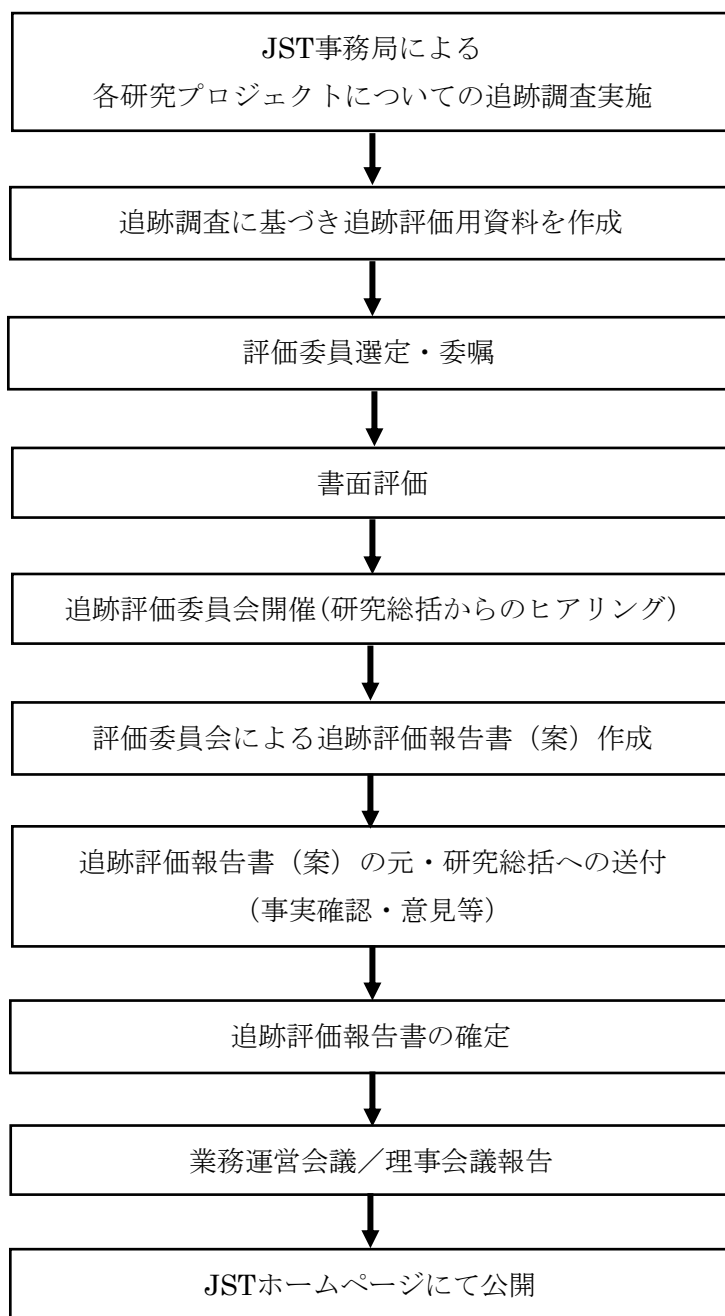 JST事務局による
各研究プロジェクトについての追跡調査実施
追跡調査に基づき追跡評価用資料を作成
評価委員選定・委嘱
書面評価
追跡評価委員会開催(研究総括からのヒアリング)
評価委員会による追跡評価報告書（案）作成
追跡評価報告書（案）の元・研究総括への送付
（事実確認・意見等）
追跡評価報告書の確定
業務運営会議／理事会議報告
JSTホームページにて公開